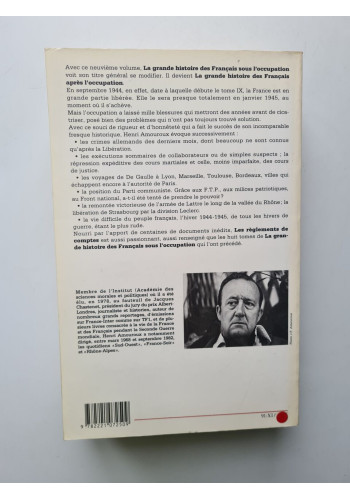 Avec ce neuvième volume, La grande histoire des Français sous l'occupation
voit son titre général se modifier. Il devient La grande histoire des Français
après l'occupation.
En septembre 1944, en effet, date à laquelle débute le tome IX, la France est en
grande partie libérée. Elle le sera presque totalement en janvier 1945, au
moment où il s'achève.
Mais l'occupation a laissé mille blessures qui mettront des années avant de cica-
triser, posé bien des problèmes qui n'ont pas toujours trouvé solution.
Avec ce souci de rigueur et d'honnêteté qui a fait le succès de son incomparable
fresque historique, Henri Amouroux évoque successivement :
• les crimes allemands des derniers mois, dont beaucoup ne sont connus
qu'après la Libération.
• les exécutions sommaires de collaborateurs ou de simples suspects ; la
répression expéditive des cours martiales et celle, moins imparfaite, des cours
de justice.
• les voyages de De Gaulle à Lyon, Marseille, Toulouse, Bordeaux, villes qui
échappent encore à l'autorité de Paris.
• la position du Parti communiste. Grâce aux F.T.P., aux milices patriotiques,
au Front national, a-t-il été tenté de prendre le pouvoir ?
• la remontée victorieuse de l'armée de Lattre le long de la vallée du Rhône ; la
libération de Strasbourg par la division Leclerc.
• la vie difficile du peuple français, l'hiver 1944-1945, de tous les hivers de
guerre, étant le plus rude.
Nourri par l'apport de centaines de documents inédits, Les règlements de
comptes est aussi passionnant, aussi renseigné que les huit tomes de La gran-
de histoire des Français sous l'occupation qui l'ont précédé.
Membre de l'Institut (Académie des
sciences morales et politiques) où il a été
élu, en 1978, au fauteuil de Jacques
Chastenet, président du jury du prix Albert-
Londres, journaliste et historien, auteur de
nombreux grands reportages, d'émissions
sur France-Inter comme sur TF1, et de plu-
sieurs livres consacrés à la vie de la France
et des Français pendant la Seconde Guerre
mondiale, Henri Amouroux a notamment
dirigé, entre mars 1968 et septembre 1982,
les quotidiens «Sud-Ouest», «France-Soir»
et «Rhône-Alpes».